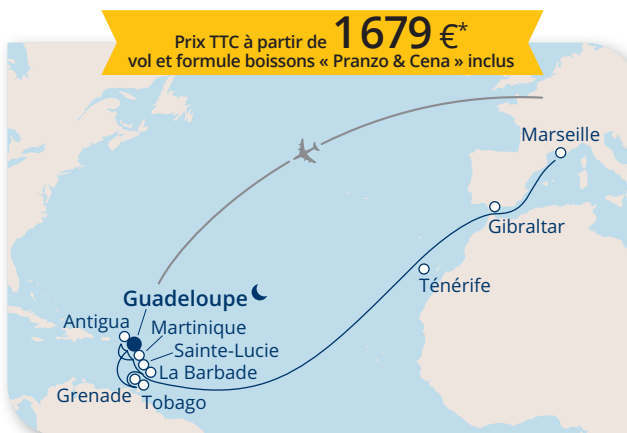 Prix TTC à partir de 1 679 €*
vol et formule boissons « Pranzo & Cena » inclus
Marseille
Gibraltar
Ténérife
Guadeloupe
Antigua
Martinique
Sainte-Lucie
La Barbade
Grenade
Tobago